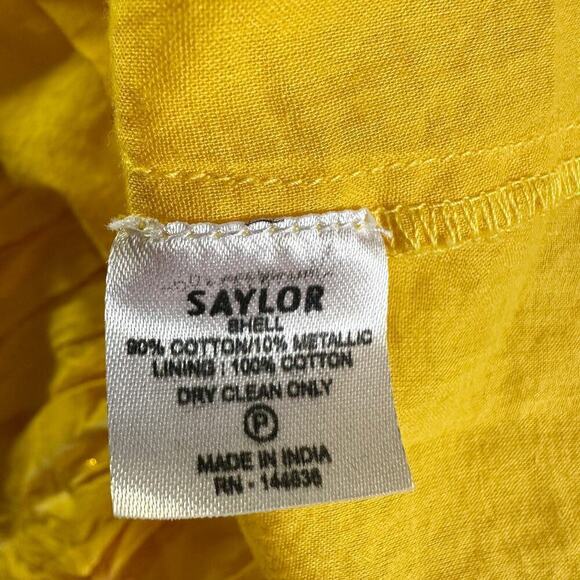 SAYLOR
SHELL
90% COTTON/10% METALLIC
LINING : 100% COTTON
DRY CLEAN ONLY
P
MADE IN INDIA
RN - 144636